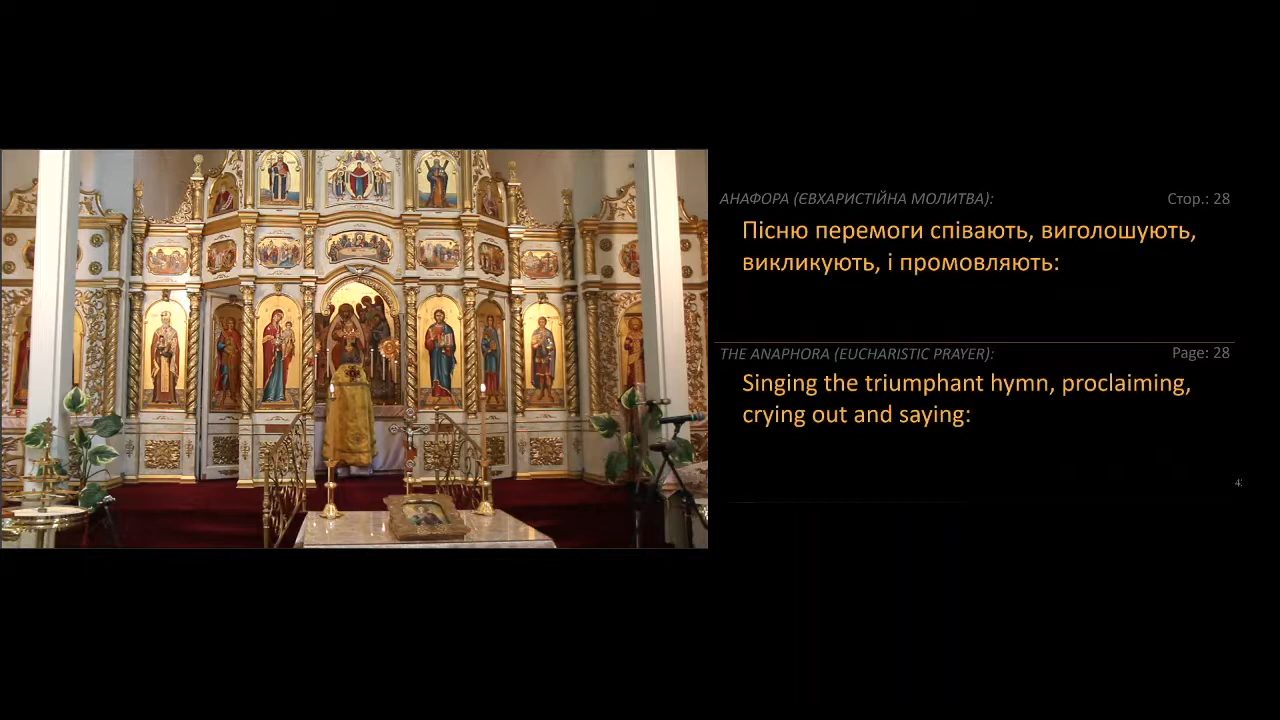 АНАФОРА (ЄВХАРИСТІЙНА МОЛИТВА): Стор.: 28
Пісню перемоги співають, виголошують,
викликують, і промовляють:
THE ANAPHORA (EUCHARISTIC PRAYER): Page: 28
Singing the triumphant hymn, proclaiming,
crying out and saying: